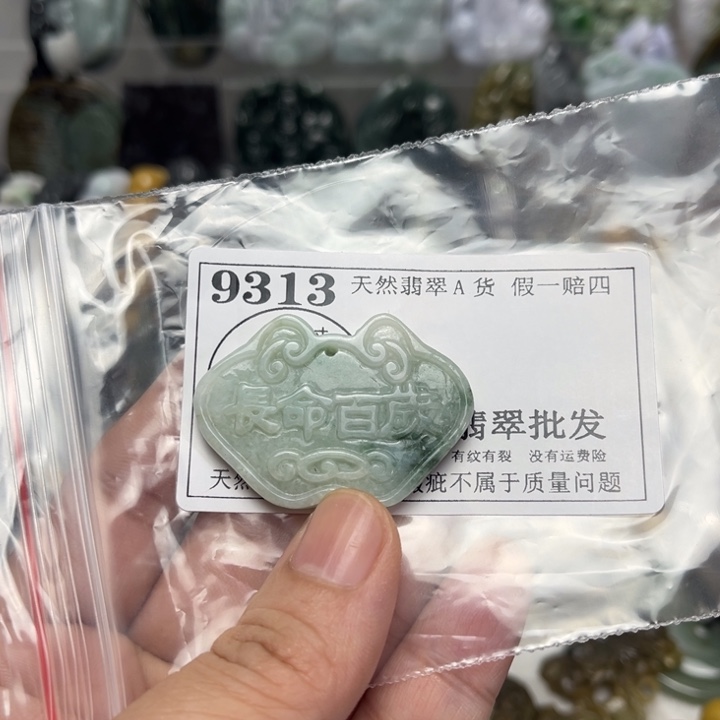 9313 天然翡翠A货 假一赔四
长命百岁
翡翠批发
有纹有裂 没有运费险
天然
疵不属于质量问题